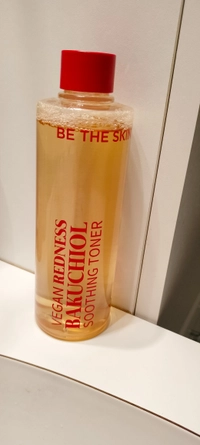 BE THE SKIN
VEGAN REDNESS
BAKUCHIOL
SOOTHING TONER